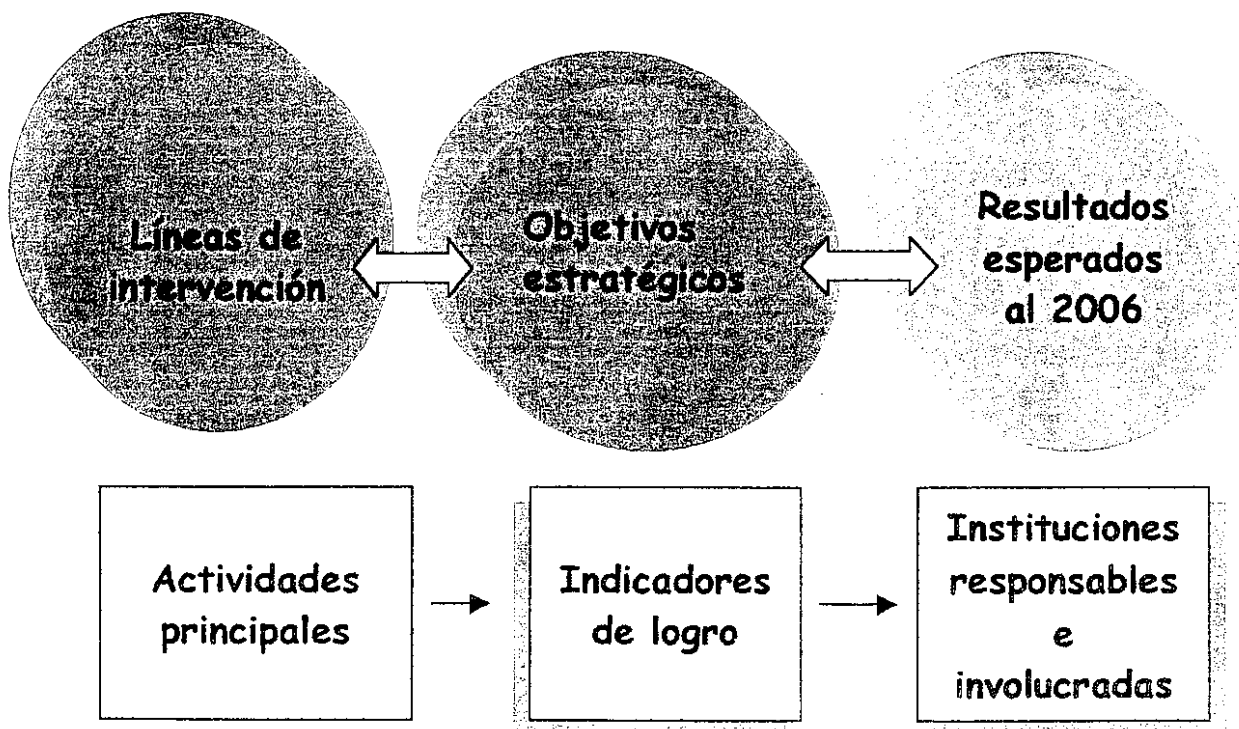 Líneas de
intervención
Objetivos
estratégicos
Resultados
esperados
al 2006
Actividades
principales
Indicadores
de logro
Instituciones
responsables
e
involucradas